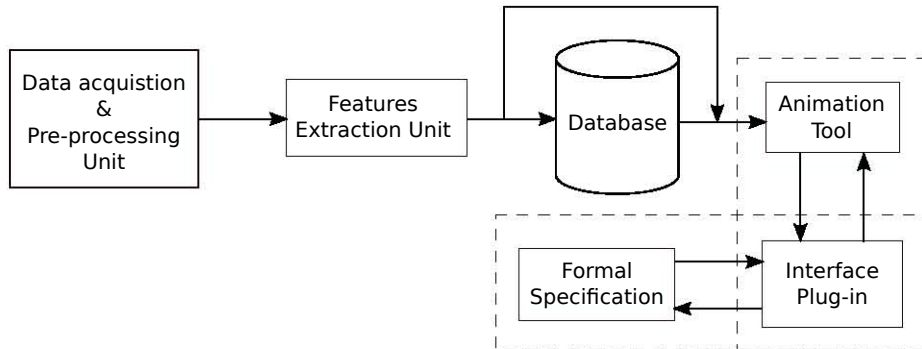 Data acquistion
&
Pre-processing
Unit
Features
Extraction Unit
Database
Animation
Tool
Formal
Specification
Interface
Plug-in